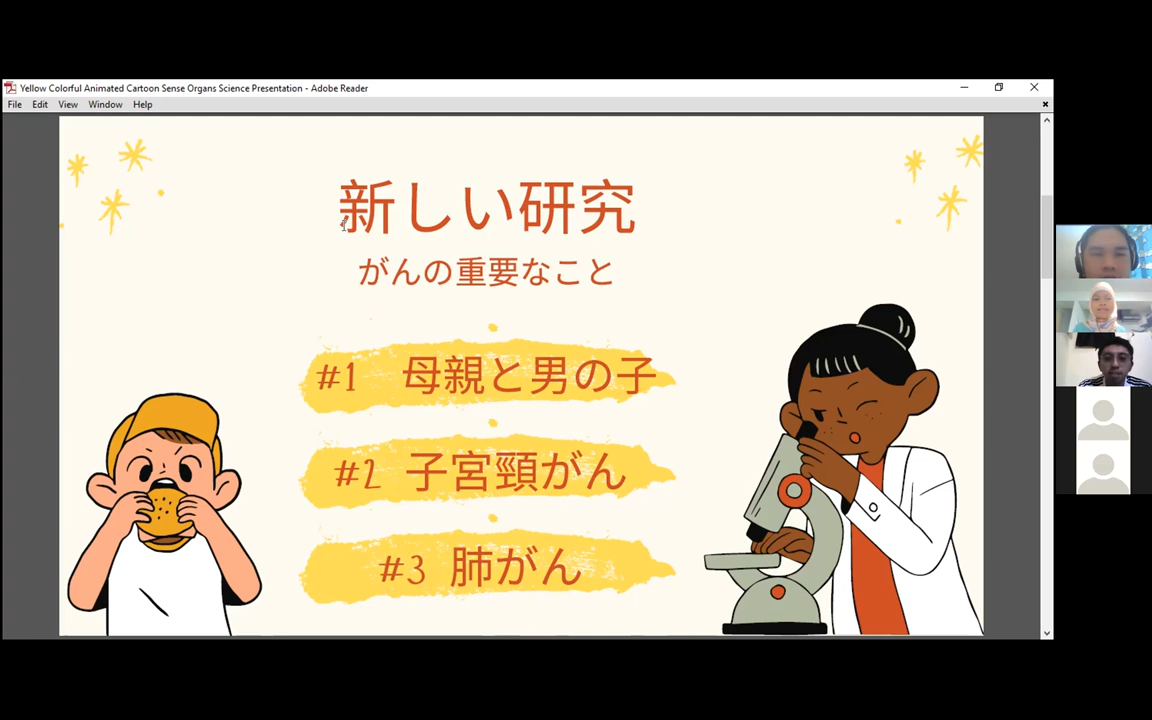 Yellow Colorful Animated Cartoon Sense Organs Science Presentation - Adobe Reader
File Edit View Window Help
新しい研究
がんの重要なこと
#1 母親と男の子
#2 子宮頸がん
#3 肺がん